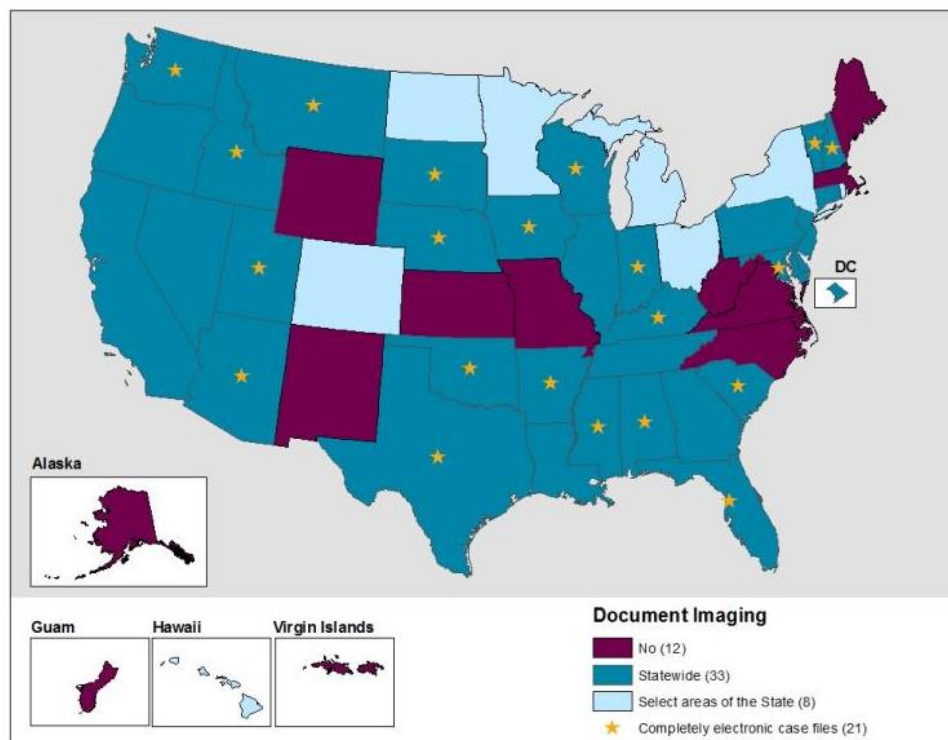 DC
Alaska
Guam
Hawaii
Virgin Islands
Document Imaging
No (12)
Statewide (33)
Select areas of the State (8)
Completely electronic case files (21)